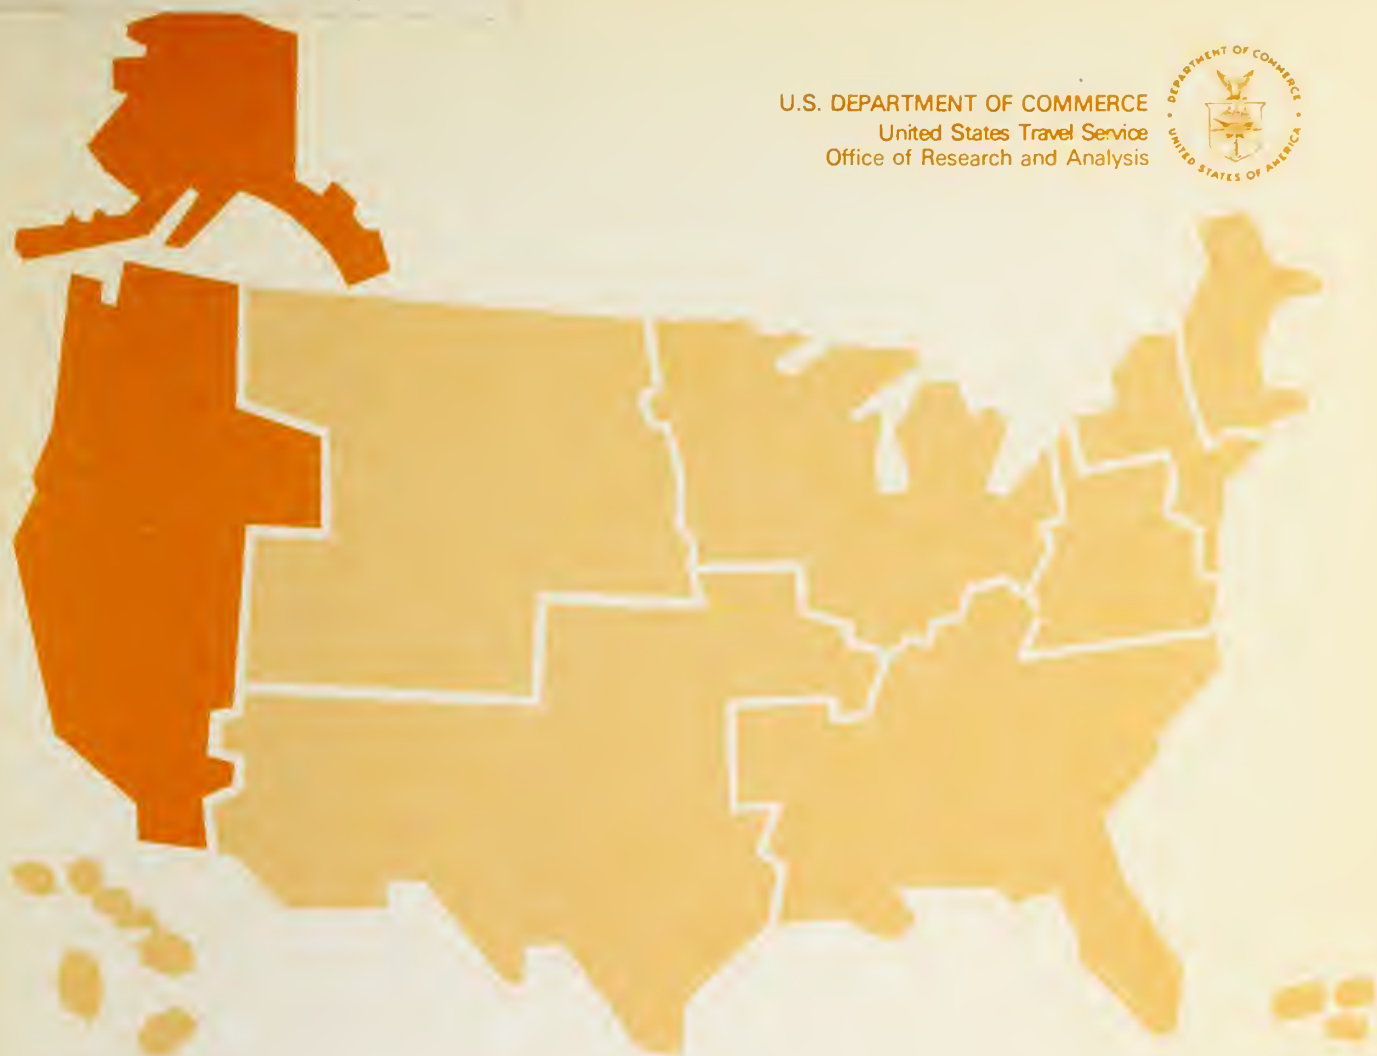 U.S. DEPARTMENT OF COMMERCE
United States Travel Service
Office of Research and Analysis
DEPARTMENT OF COMMERCE
UNITED STATES OF AMERICA